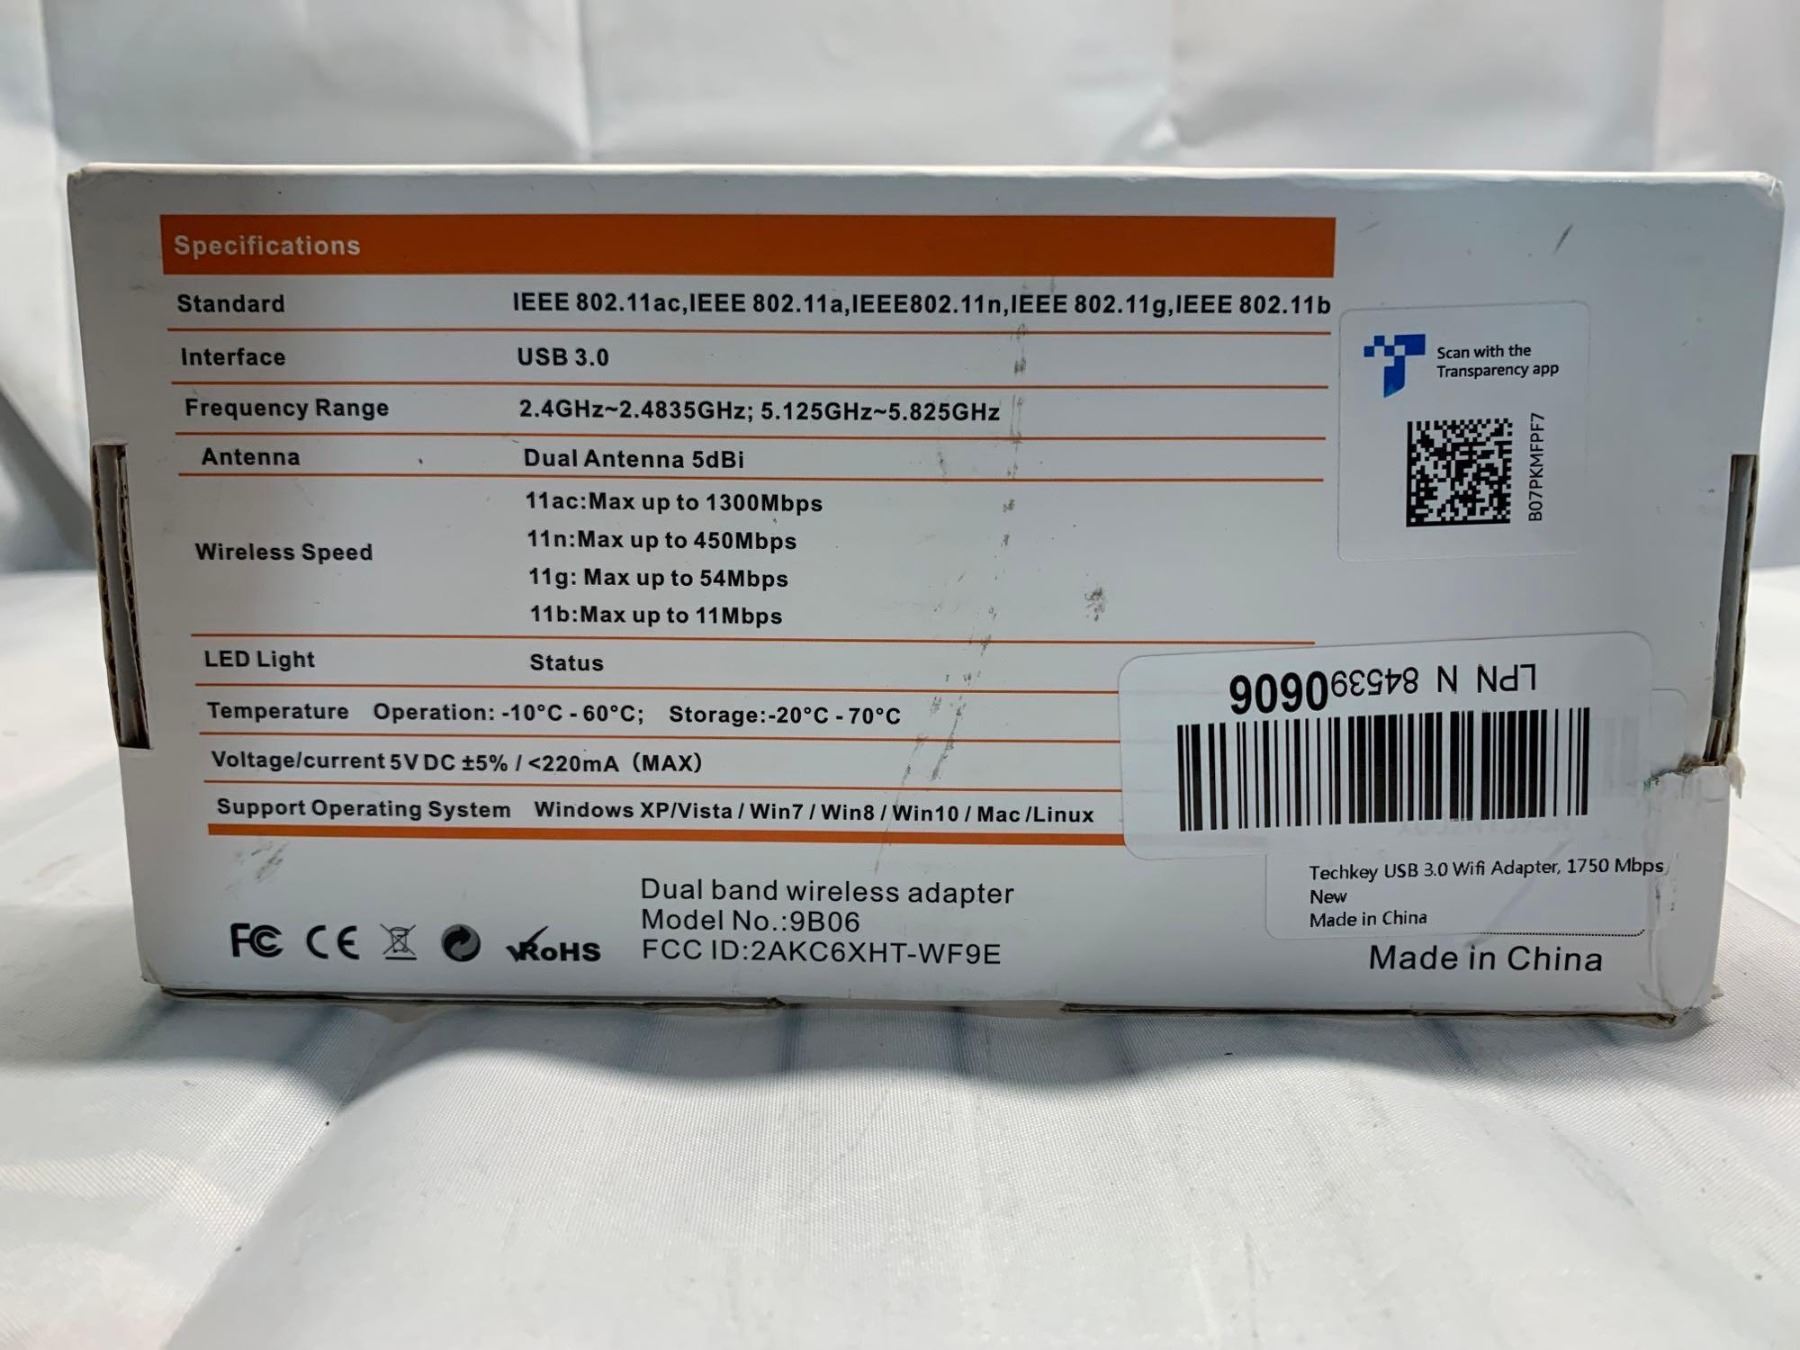 Specifications
Standard IEEE 802.11ac,IEEE 802.11a,IEEE802.11n,IEEE 802.11g,IEEE 802.11b
Interface USB 3.0
Frequency Range 2.4GHz~2.4835GHz; 5.125GHz~5.825GHz
Antenna Dual Antenna 5dBi
Wireless Speed
11ac:Max up to 1300Mbps
11n:Max up to 450Mbps
11g: Max up to 54Mbps
11b:Max up to 11Mbps
LED Light Status
Temperature Operation: -10°C - 60°C; Storage:-20°C - 70°C
Voltage/current 5V DC ±5% / <220mA (MAX)
Support Operating System Windows XP/Vista / Win7 / Win8 / Win10 / Mac /Linux
Scan with the
Transparency app
B07PKMFPF7
LPN N 845390606
Techkey USB 3.0 Wifi Adapter, 1750 Mbps
New
Made in China
FC CE RoHS
Dual band wireless adapter
Model No.:9B06
FCC ID:2AKC6XHT-WF9E
Made in China